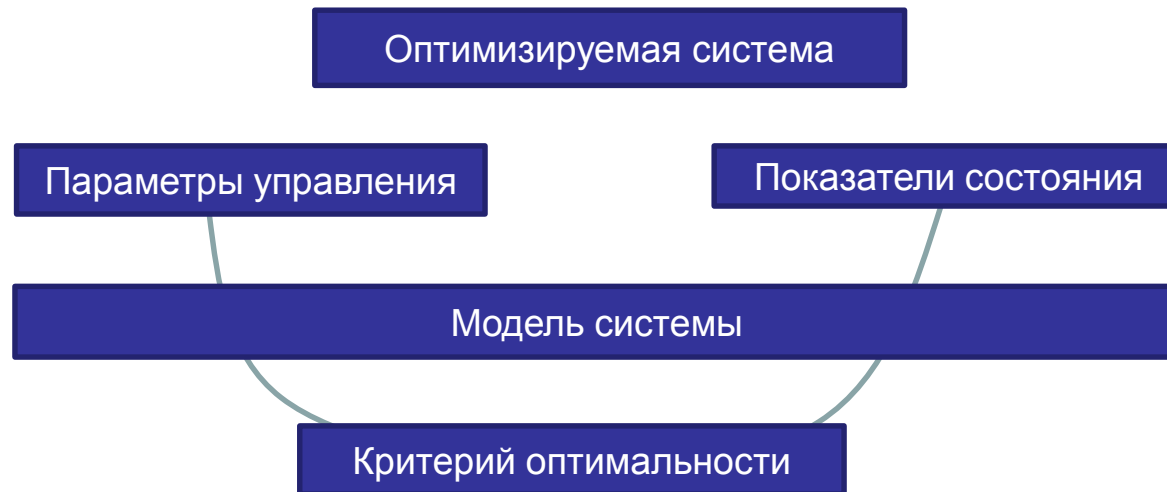 Оптимизируемая система
Параметры управления
Показатели состояния
Модель системы
Критерий оптимальности